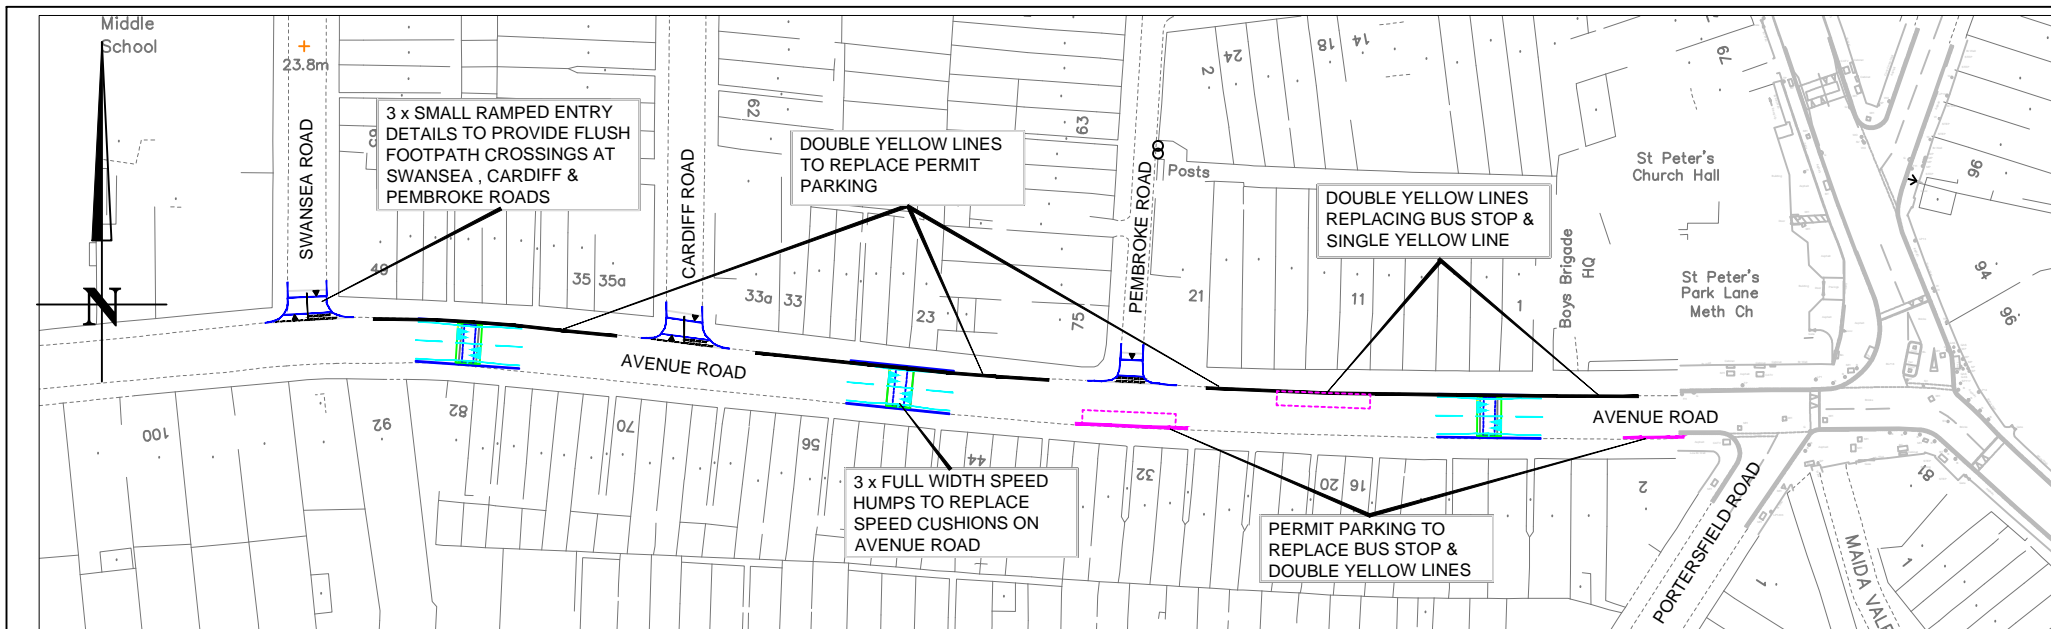 Middle
School
23.8m
SWANSEA ROAD
3 x SMALL RAMPED ENTRY
DETAILS TO PROVIDE FLUSH
FOOTPATH CROSSINGS AT
SWANSEA , CARDIFF &
PEMBROKE ROADS
49
35 35a
CARDIFF ROAD
62
33a 33
DOUBLE YELLOW LINES
TO REPLACE PERMIT
PARKING
23
63
75
PEMBROKE ROAD
Posts
2
24
18
14
21
DOUBLE YELLOW LINES
REPLACING BUS STOP &
SINGLE YELLOW LINE
11
1
Boys Brigade
HQ
St Peter's
Church Hall
St Peter's
Park Lane
Meth Ch
79
96
94
96
N
AVENUE ROAD
AVENUE ROAD
100
92
82
70
56
44
32
20 16
2
3 x FULL WIDTH SPEED
HUMPS TO REPLACE
SPEED CUSHIONS ON
AVENUE ROAD
PERMIT PARKING TO
REPLACE BUS STOP &
DOUBLE YELLOW LINES
PORTERSFIELD ROAD
MAIDA VALE
1
1
81